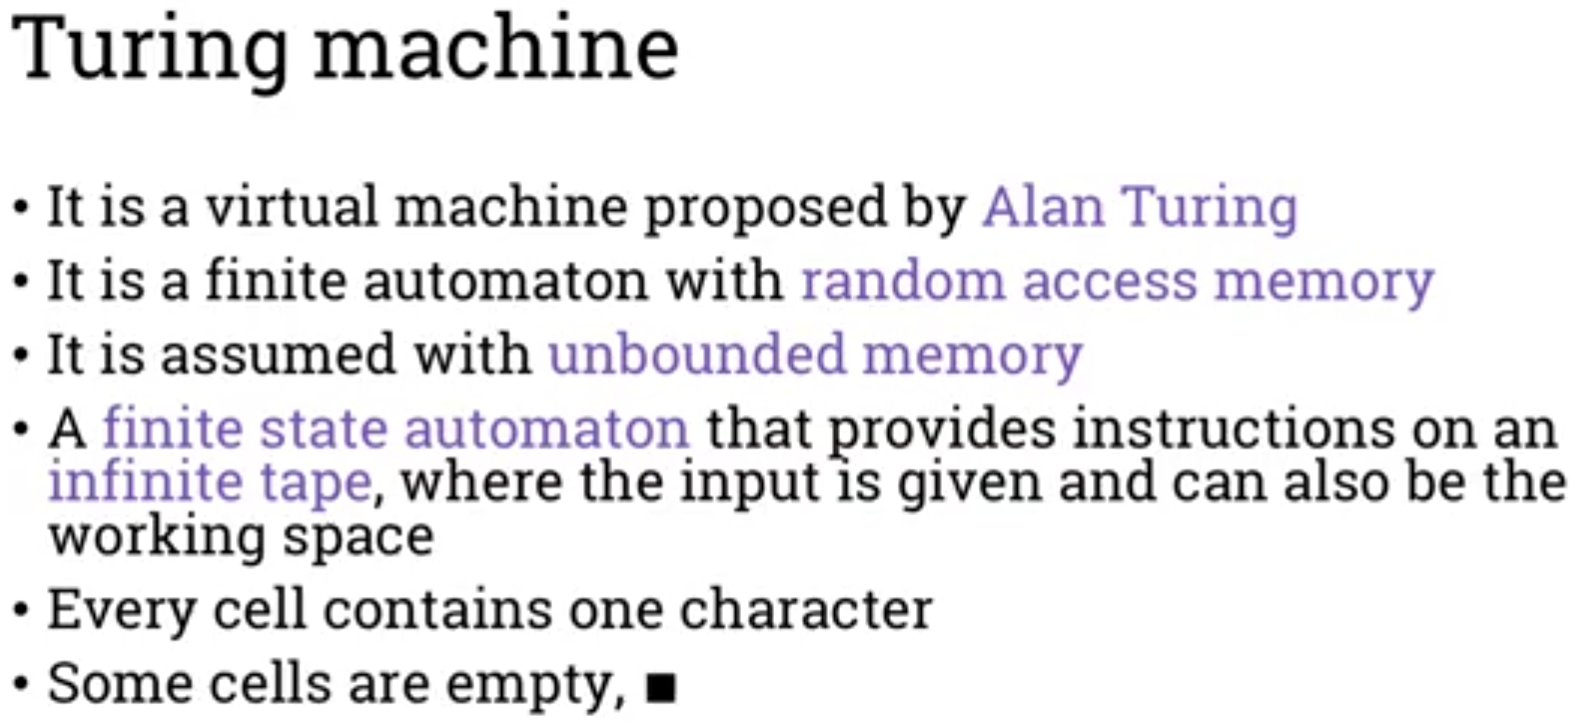 Turing machine
• It is a virtual machine proposed by Alan Turing
• It is a finite automaton with random access memory
• It is assumed with unbounded memory
• A finite state automaton that provides instructions on an
infinite tape, where the input is given and can also be the
working space
• Every cell contains one character
• Some cells are empty, ■